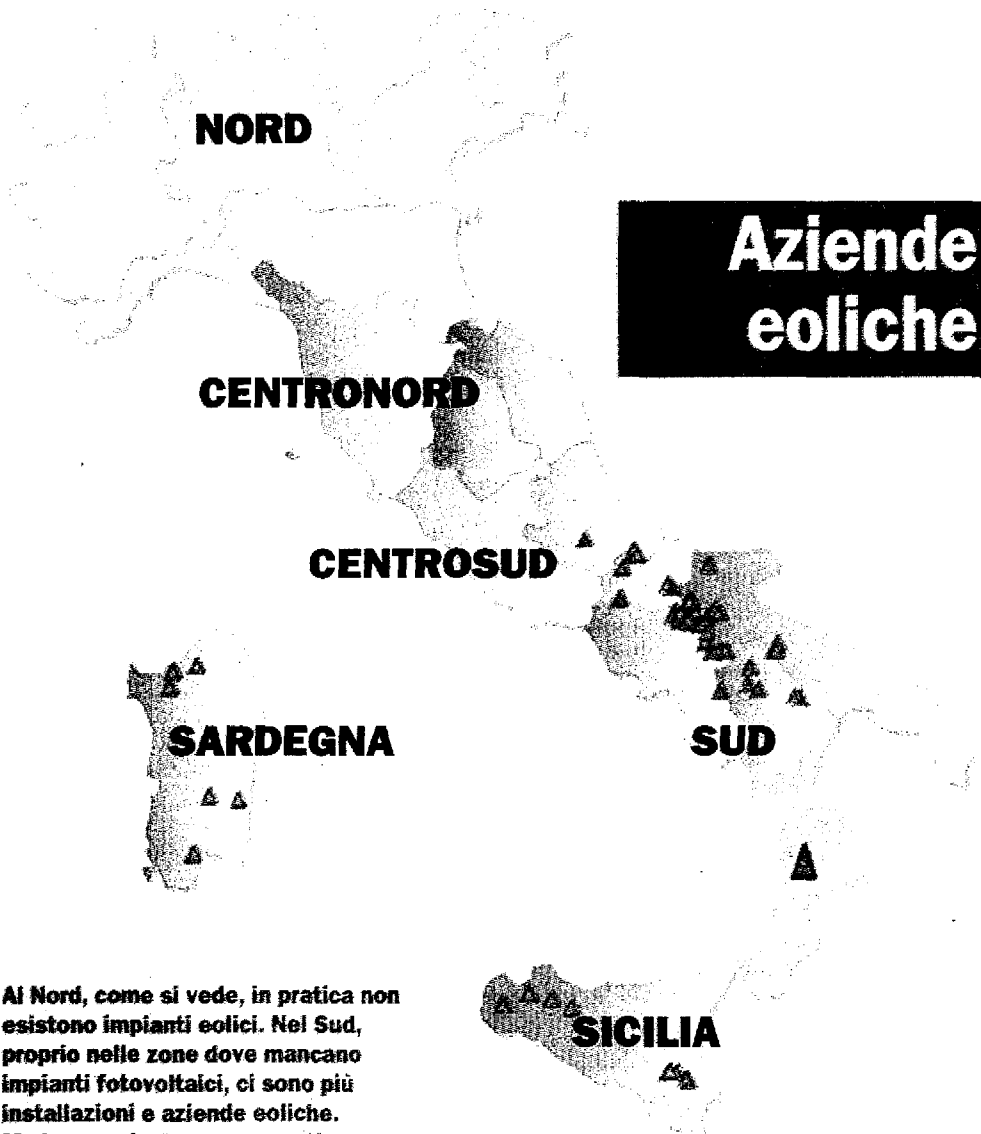 NORD
Aziende
eoliche
CENTRONORD
CENTROSUD
SARDEGNA
SUD
SICILIA
Al Nord, come si vede, in pratica non
esistono impianti eolici. Nel Sud,
proprio nelle zone dove mancano
impianti fotovoltaici, ci sono più
installazioni e aziende eoliche.